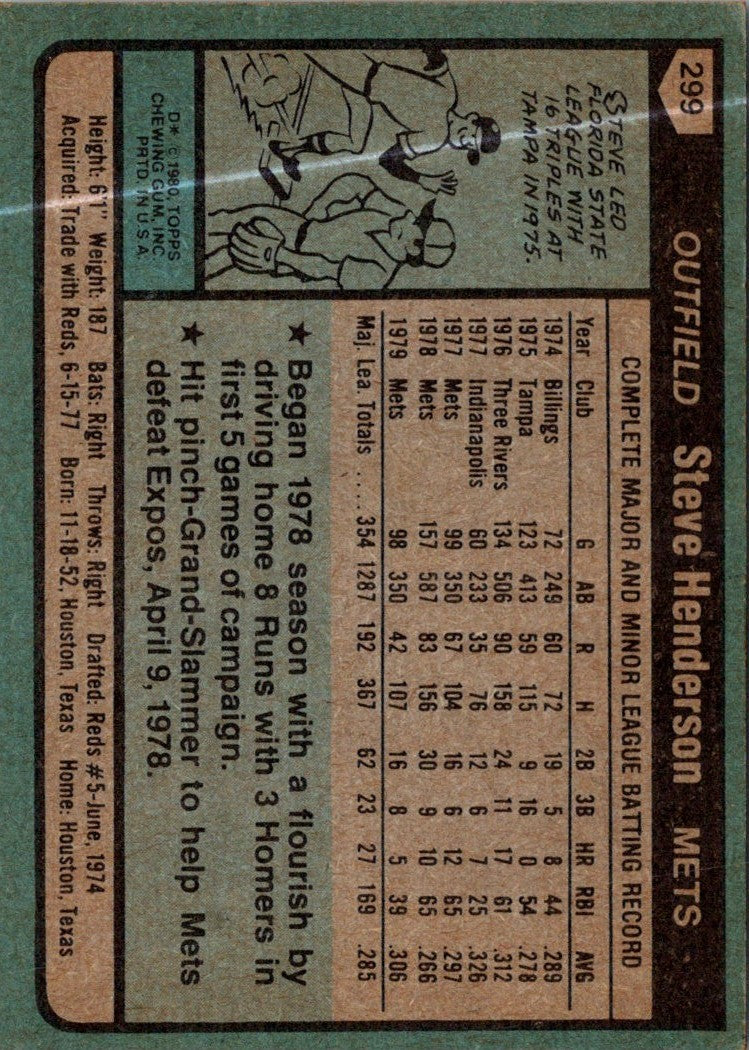 299
OUTFIELD Steve Henderson METS
STEVE LED
FLORIDA STATE
LEAGUE WITH
16 TRIPLES AT
TAMPA IN 1975.
D* © 1980 TOPPS
CHEWING GUM, INC.
PRTD. IN U.S.A.
COMPLETE MAJOR AND MINOR LEAGUE BATTING RECORD
Year Club G AB R H 2B 3B HR RBI AVG
1974 Billings 72 249 60 72 19 5 8 44 .289
1975 Tampa 123 413 59 115 9 16 0 54 .278
1976 Three Rivers 134 506 90 158 24 11 17 61 .312
1977 Indianapolis 60 233 35 76 12 6 7 25 .326
1977 Mets 99 350 67 104 16 6 12 65 .297
1978 Mets 157 587 83 156 30 9 10 65 .266
1979 Mets 98 350 42 107 16 8 5 39 .306
Maj. Lea. Totals ..... 354 1287 192 367 62 23 27 169 .285
★ Began 1978 season with a flourish by
driving home 8 Runs with 3 Homers in
first 5 games of campaign.
★ Hit pinch-Grand-Slammer to help Mets
defeat Expos, April 9, 1978.
Height: 6'1" Weight: 187 Bats: Right Throws: Right Drafted: Reds #5-June, 1974
Acquired: Trade with Reds, 6-15-77 Born: 11-18-52, Houston, Texas Home: Houston, Texas